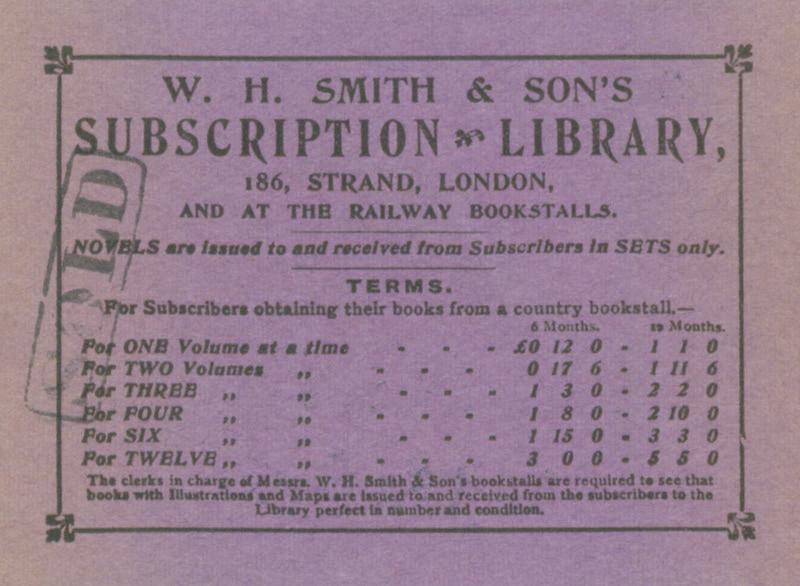 W. H. SMITH & SON'S
SUBSCRIPTION LIBRARY,
186, STRAND, LONDON,
AND AT THE RAILWAY BOOKSTALLS.
NOVELS are issued to and received from Subscribers in SETS only.
TERMS.
For Subscribers obtaining their books from a country bookstall.—
6 Months. 12 Months.
For ONE Volume at a time - - - £0 12 0 - 1 1 0
For TWO Volumes ,, - - - 0 17 6 - 1 11 6
For THREE ,, ,, - - - 1 3 0 - 2 2 0
For FOUR ,, ,, - - - 1 8 0 - 2 10 0
For SIX ,, ,, - - - 1 15 0 - 3 3 0
For TWELVE ,, ,, - - - 3 0 0 - 5 5 0
The clerks in charge of Messrs. W. H. Smith & Son's bookstalls are required to see that
books with Illustrations and Maps are issued to and received from the subscribers to the
Library perfect in number and condition.
SOLD